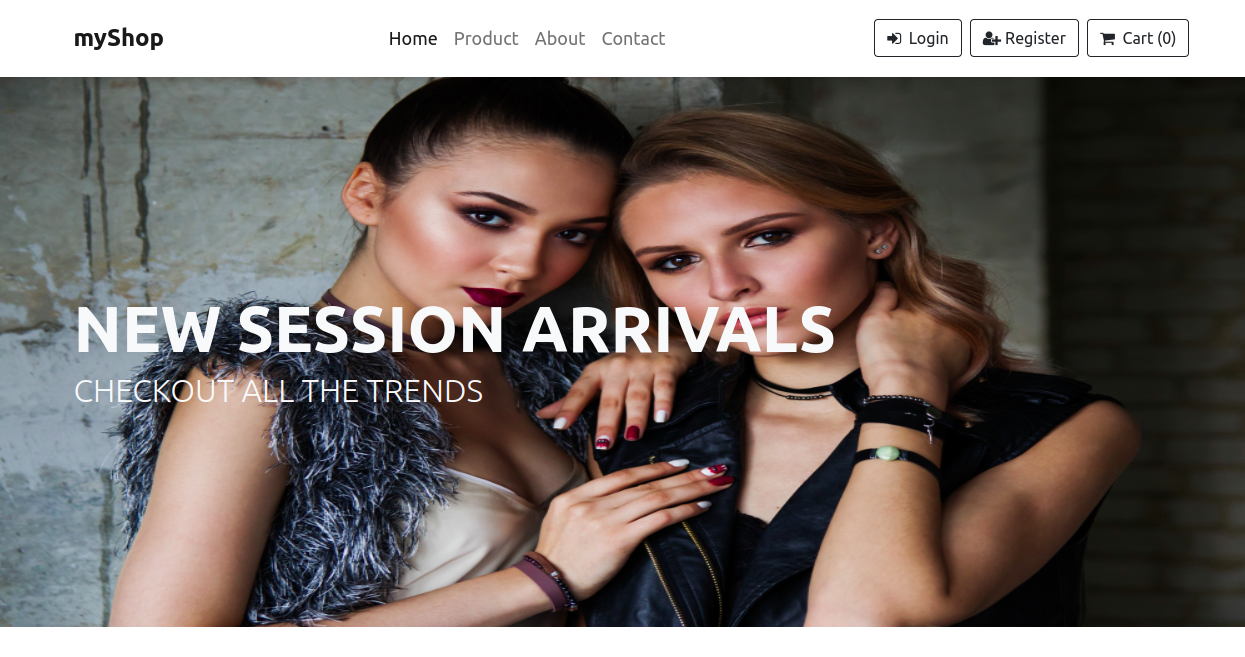 myShop
Home Product About Contact
Login Register Cart (0)
NEW SESSION ARRIVALS
CHECKOUT ALL THE TRENDS